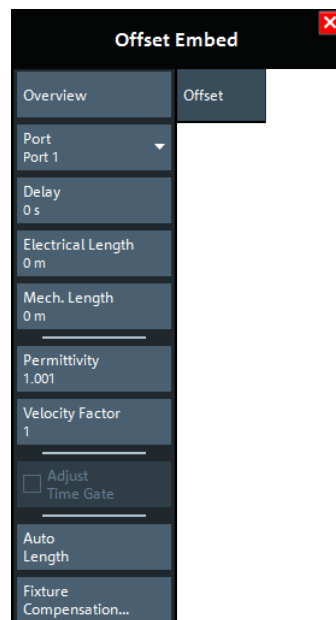 Offset Embed
Overview
Offset
Port
Port 1
Delay
0 s
Electrical Length
0 m
Mech. Length
0 m
Permittivity
1.001
Velocity Factor
1
Adjust
Time Gate
Auto
Length
Fixture
Compensation...